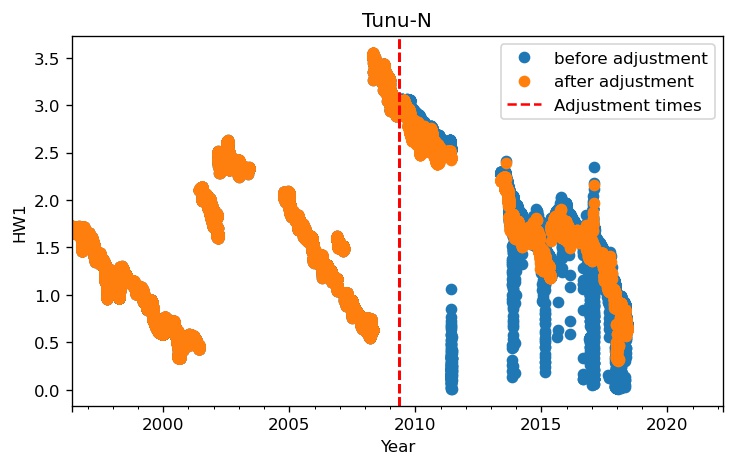 Tunu-N
before adjustment
after adjustment
Adjustment times
HW1
3.5
3.0
2.5
2.0
1.5
1.0
0.5
0.0
2000 2005 2010 2015 2020
Year